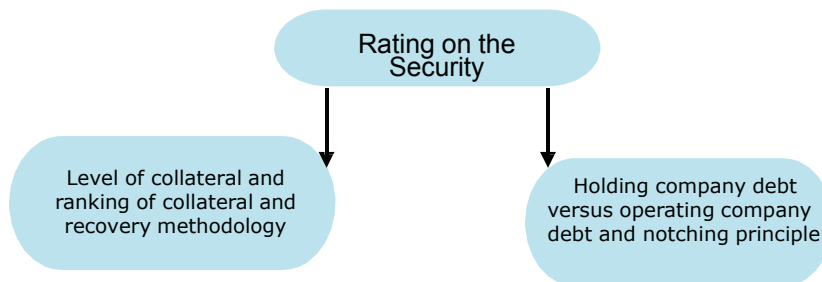 Rating on the
Security
Level of collateral and
ranking of collateral and
recovery methodology
Holding company debt
versus operating company
debt and notching principle